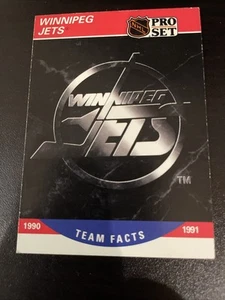 WINNIPEG
JETS
NHL
PRO
SET
WINNIPEG
JETS
TM
1990
TEAM FACTS
1991